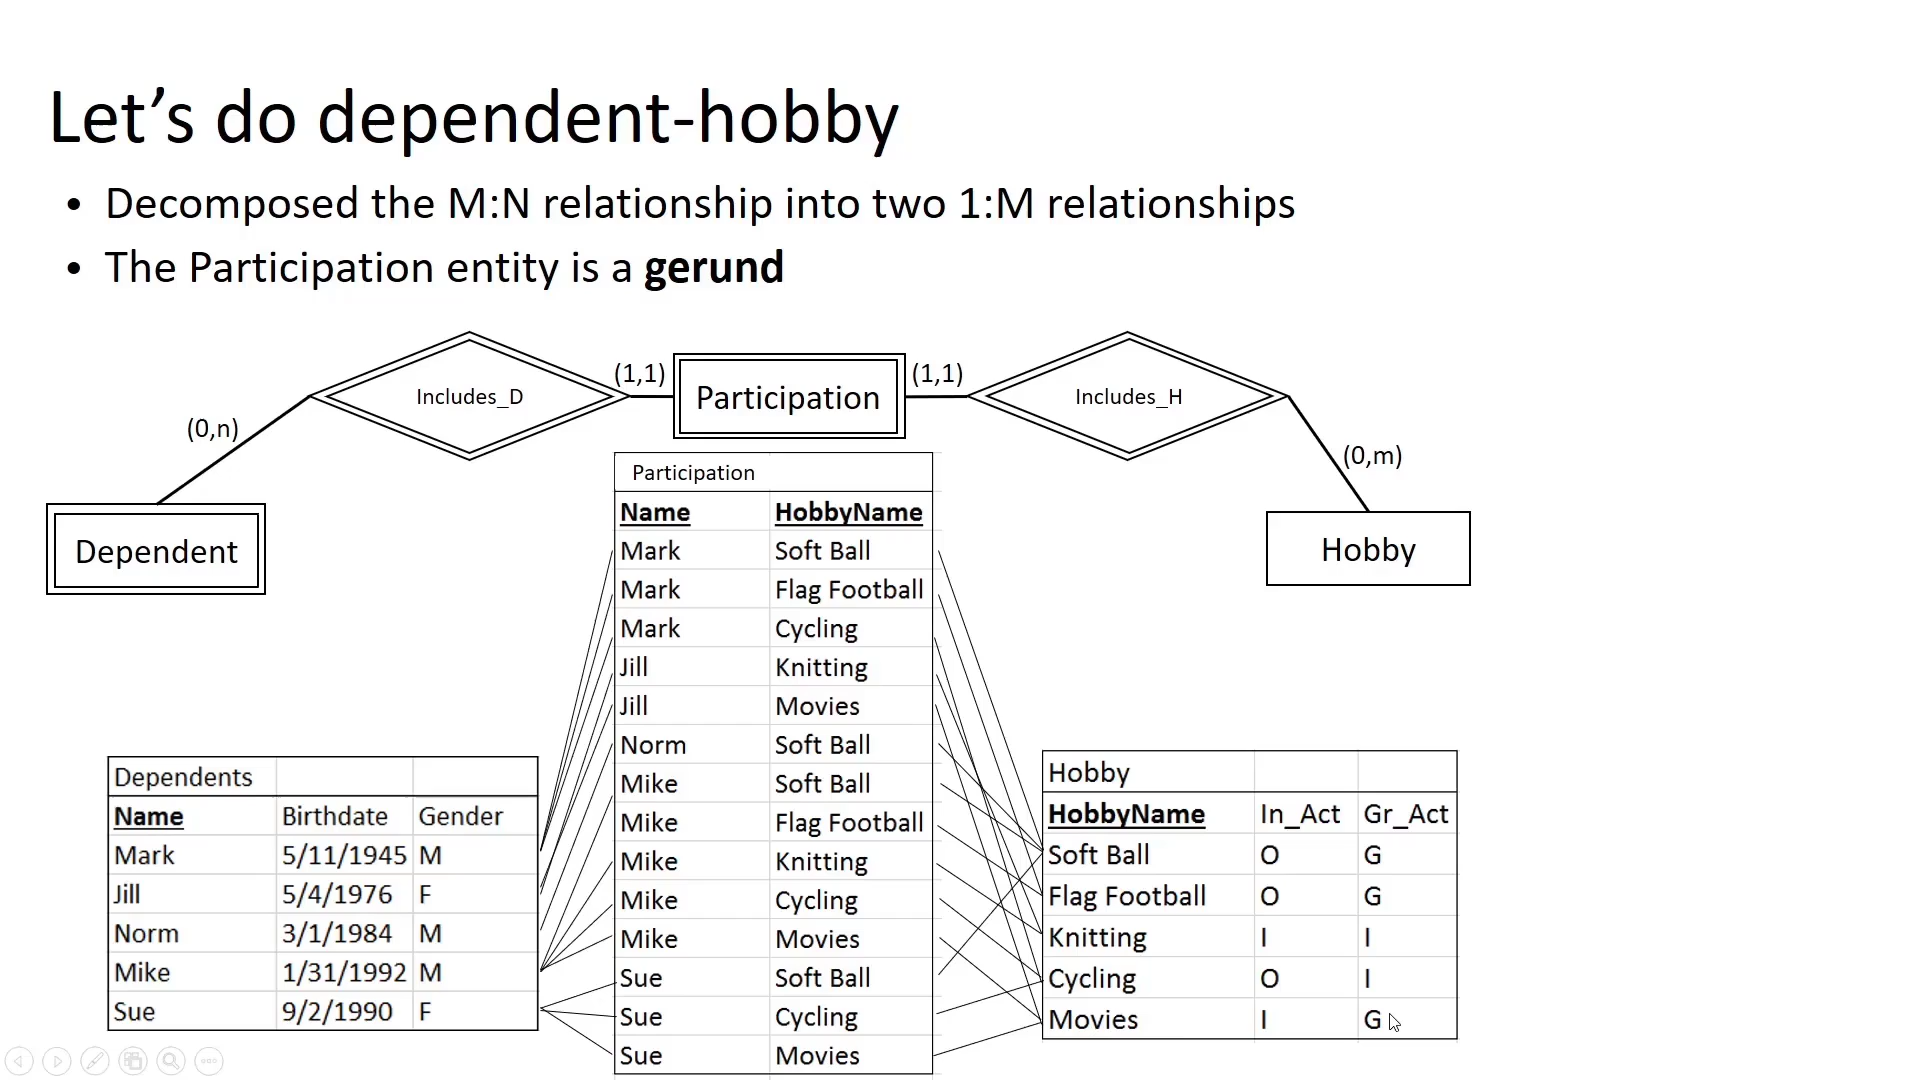 Let's do dependent-hobby
• Decomposed the M:N relationship into two 1:M relationships
• The Participation entity is a gerund
(0,n)
Includes_D
(1,1)
Participation
(1,1)
Includes_H
(0,m)
Dependent
Hobby
Participation
Name HobbyName
Mark Soft Ball
Mark Flag Football
Mark Cycling
Jill Knitting
Jill Movies
Norm Soft Ball
Mike Soft Ball
Mike Flag Football
Mike Knitting
Mike Cycling
Mike Movies
Sue Soft Ball
Sue Cycling
Sue Movies
Dependents
Name Birthdate Gender
Mark 5/11/1945 M
Jill 5/4/1976 F
Norm 3/1/1984 M
Mike 1/31/1992 M
Sue 9/2/1990 F
Hobby
HobbyName In_Act Gr_Act
Soft Ball O G
Flag Football O G
Knitting I I
Cycling O I
Movies I G